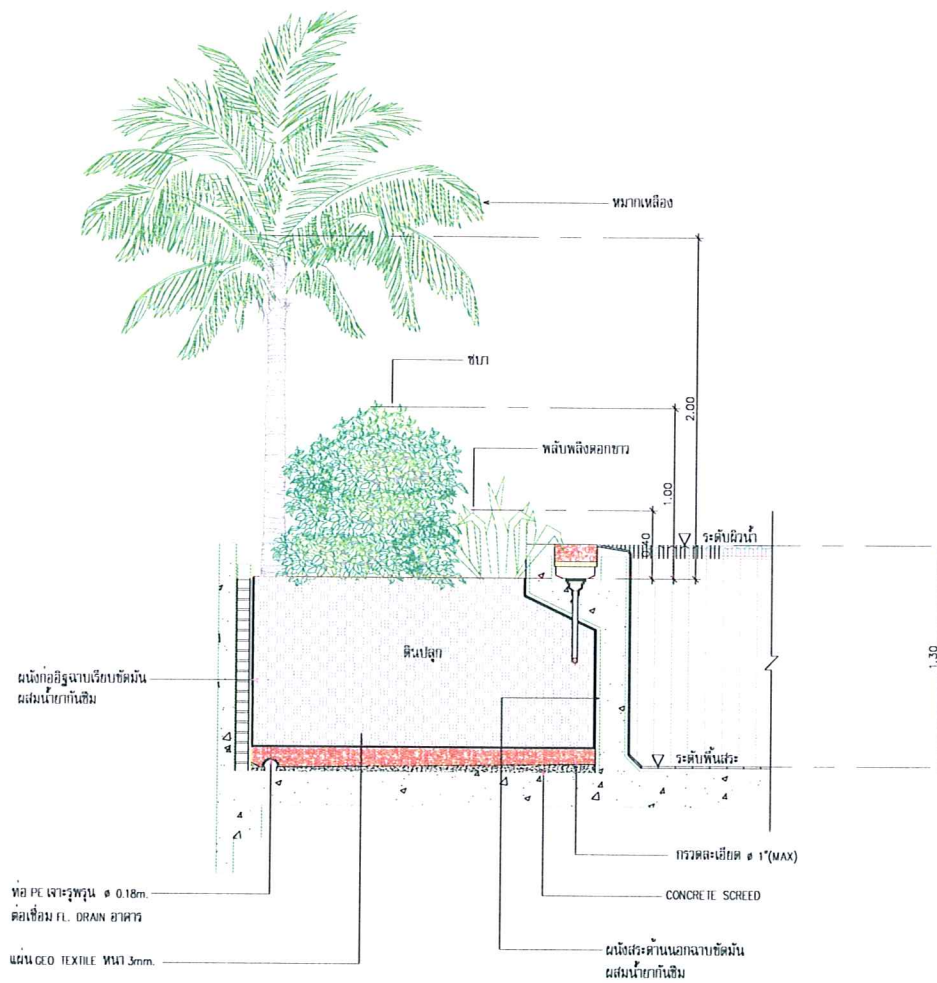 หมากเหลือง
ชบา
2.00
พลับพลึงดอกขาว
1.00
0.40
ระดับผิวน้ำ
ดินปลูก
1.30
ผนังก่ออิฐฉาบเรียบขัดมัน
ผสมน้ำยากันซึม
ระดับพื้นสระ
กรวดละเอียด ø 1"(MAX)
ท่อ PE เจาะรูพรุน ø 0.18m.
ต่อเชื่อม FL. DRAIN อาคาร
CONCRETE SCREED
แผ่น GEO TEXTILE หนา 3mm.
ผนังสระด้านนอกฉาบขัดมัน
ผสมน้ำยากันซึม